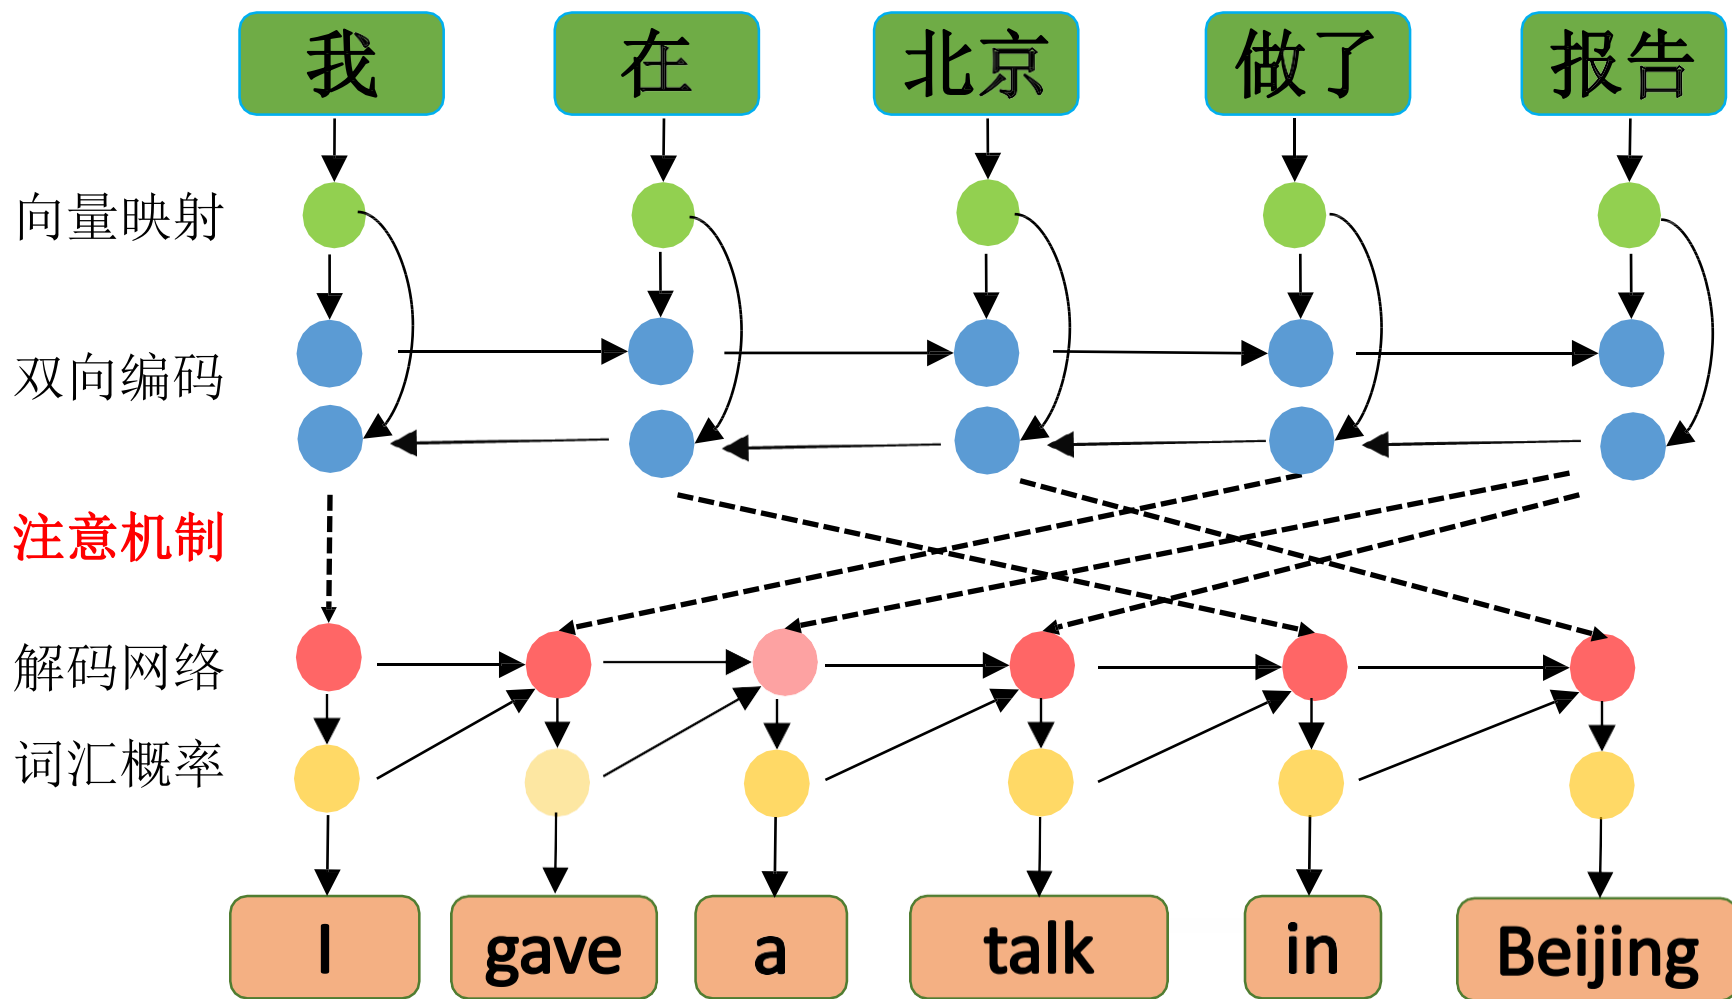 我 在 北京 做了 报告
向量映射
双向编码
注意机制
解码网络
词汇概率
I gave a talk in Beijing